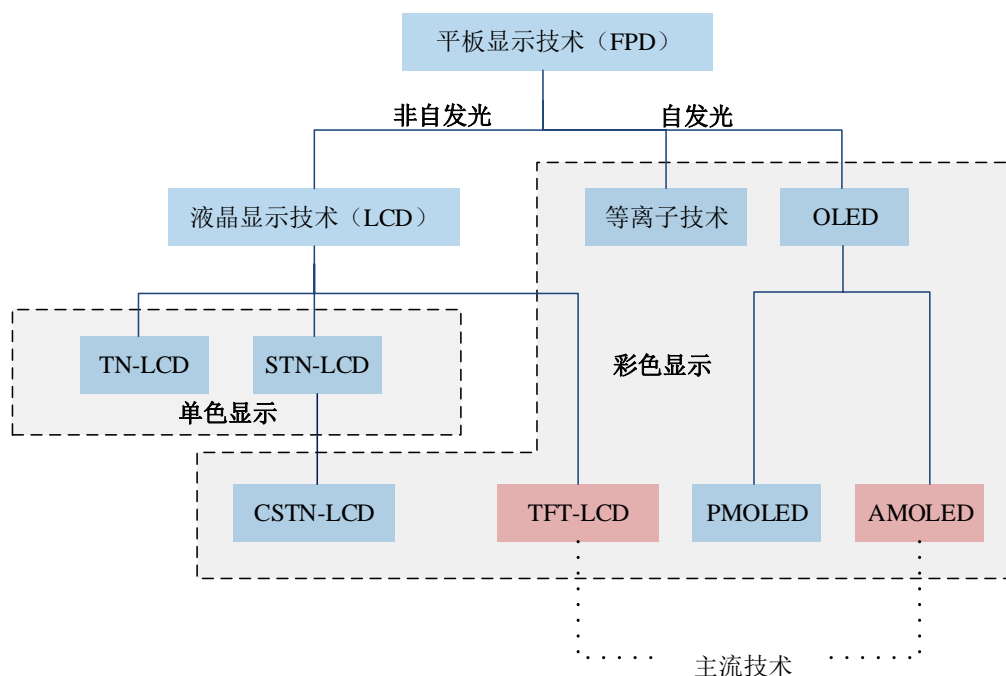 平板显示技术（FPD）
非自发光
自发光
液晶显示技术（LCD）
等离子技术
OLED
TN-LCD
STN-LCD
彩色显示
单色显示
CSTN-LCD
TFT-LCD
PMOLED
AMOLED
主流技术